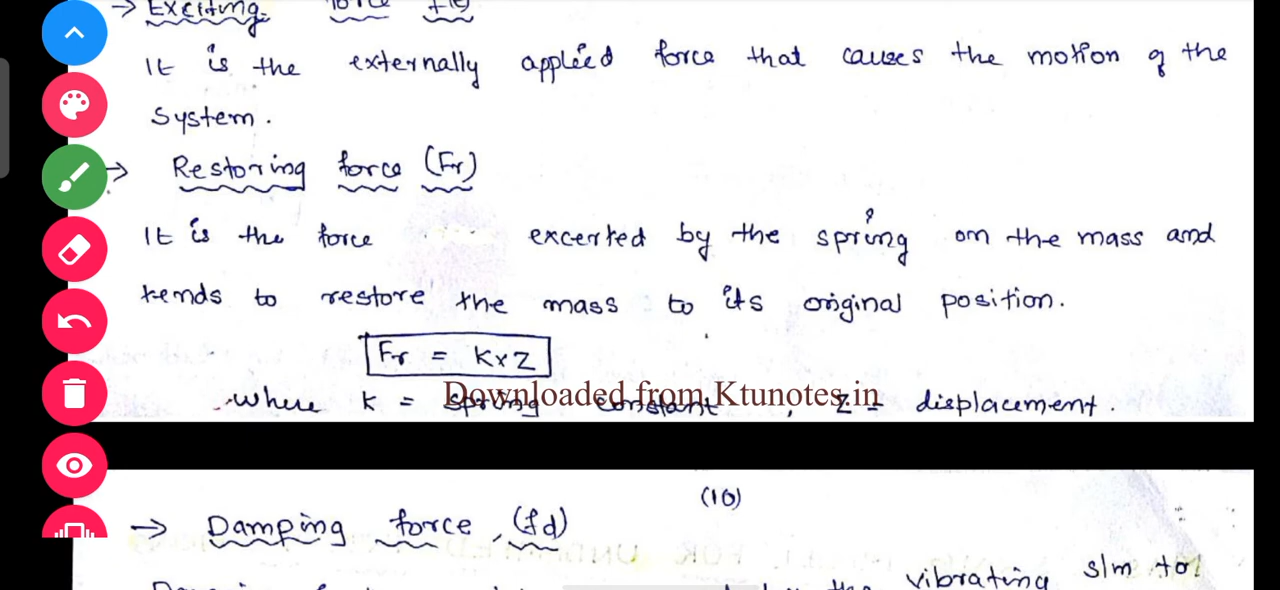 → Exciting force
It is the externally applied force that causes the motion of the
System.
→ Restoring force (Fr)
It is the force excerted by the spring on the mass and
tends to restore the mass to its original position.
Fr = K×Z
where k = spring constant, Z = displacement.
Downloaded from Ktunotes.in
(10)
→ Damping force, (fd)
vibrating s/m to